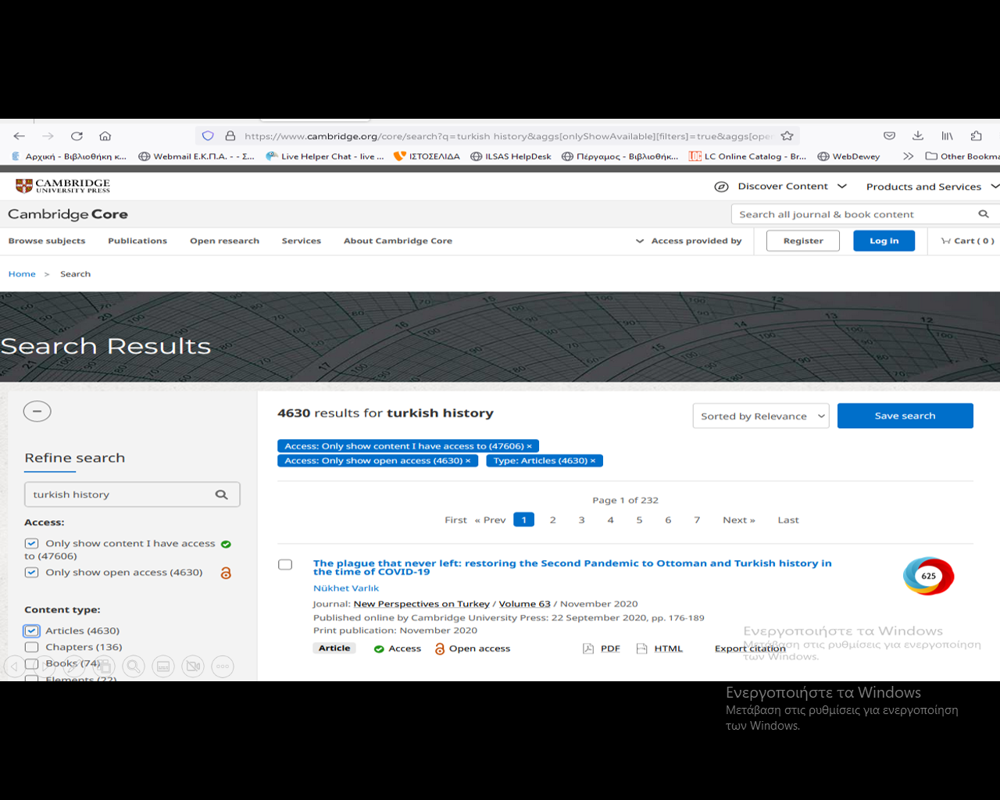 https://www.cambridge.org/core/search?q=turkish history&aggs[onlyShowAvailable][filters]=true&aggs[open
Αρχική - Βιβλιοθήκη κ... Webmail Ε.Κ.Π.Α. - - Σ... Live Helper Chat - live ... ΙΣΤΟΣΕΛΙΔΑ ILSAS HelpDesk Πέργαμος - Βιβλιοθήκ... LC Online Catalog - Br... WebDewey Other Bookma
CAMBRIDGE
UNIVERSITY PRESS
Discover Content Products and Services
Cambridge Core
Search all journal & book content
Browse subjects Publications Open research Services About Cambridge Core Access provided by Register Log in Cart ( 0 )
Home > Search
Search Results
4630 results for turkish history
Sorted by Relevance
Save search
Access: Only show content I have access to (47606) ×
Access: Only show open access (4630) × Type: Articles (4630) ×
Refine search
turkish history
Access:
Only show content I have access
to (47606)
Only show open access (4630)
Content type:
Articles (4630)
Chapters (136)
Books (74)
Elements (22)
Page 1 of 232
First « Prev 1 2 3 4 5 6 7 Next » Last
The plague that never left: restoring the Second Pandemic to Ottoman and Turkish history in
the time of COVID-19
625
Nükhet Varlık
Journal: New Perspectives on Turkey / Volume 63 / November 2020
Published online by Cambridge University Press: 22 September 2020, pp. 176-189
Print publication: November 2020
Article Access Open access PDF HTML Export citation
Ενεργοποιήστε τα Windows
Μετάβαση στις ρυθμίσεις για ενεργοποίηση
των Windows.
Ενεργοποιήστε τα Windows
Μετάβαση στις ρυθμίσεις για ενεργοποίηση
των Windows.